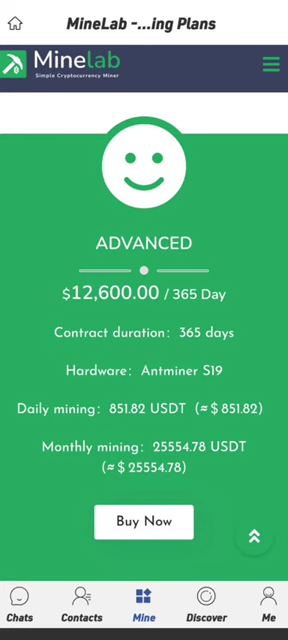 MineLab -...ing Plans
Minelab
Simple Cryptocurrency Miner
ADVANCED
$12,600.00 / 365 Day
Contract duration: 365 days
Hardware: Antminer S19
Daily mining: 851.82 USDT (≈$851.82)
Monthly mining: 25554.78 USDT
(≈$25554.78)
Buy Now
Chats Contacts Mine Discover Me